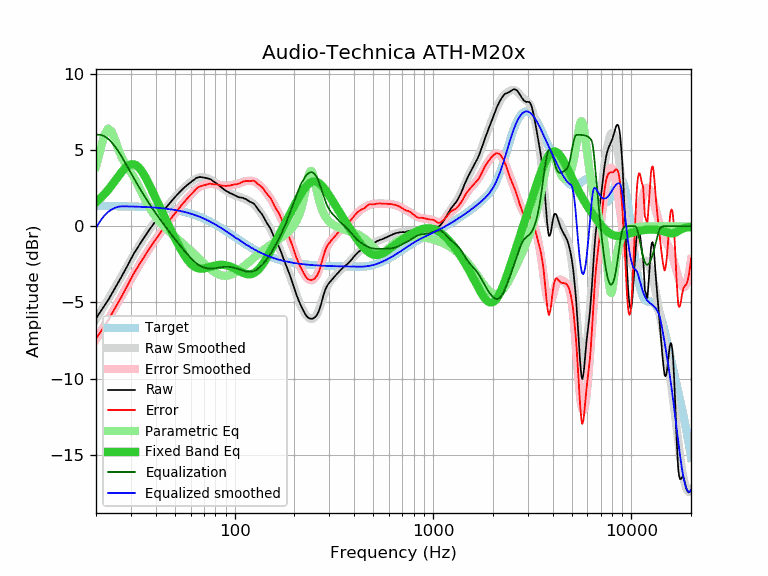 Audio-Technica ATH-M20x
Amplitude (dBr)
10
5
0
−5
−10
−15
Target
Raw Smoothed
Error Smoothed
Raw
Error
Parametric Eq
Fixed Band Eq
Equalization
Equalized smoothed
100
1000
10000
Frequency (Hz)